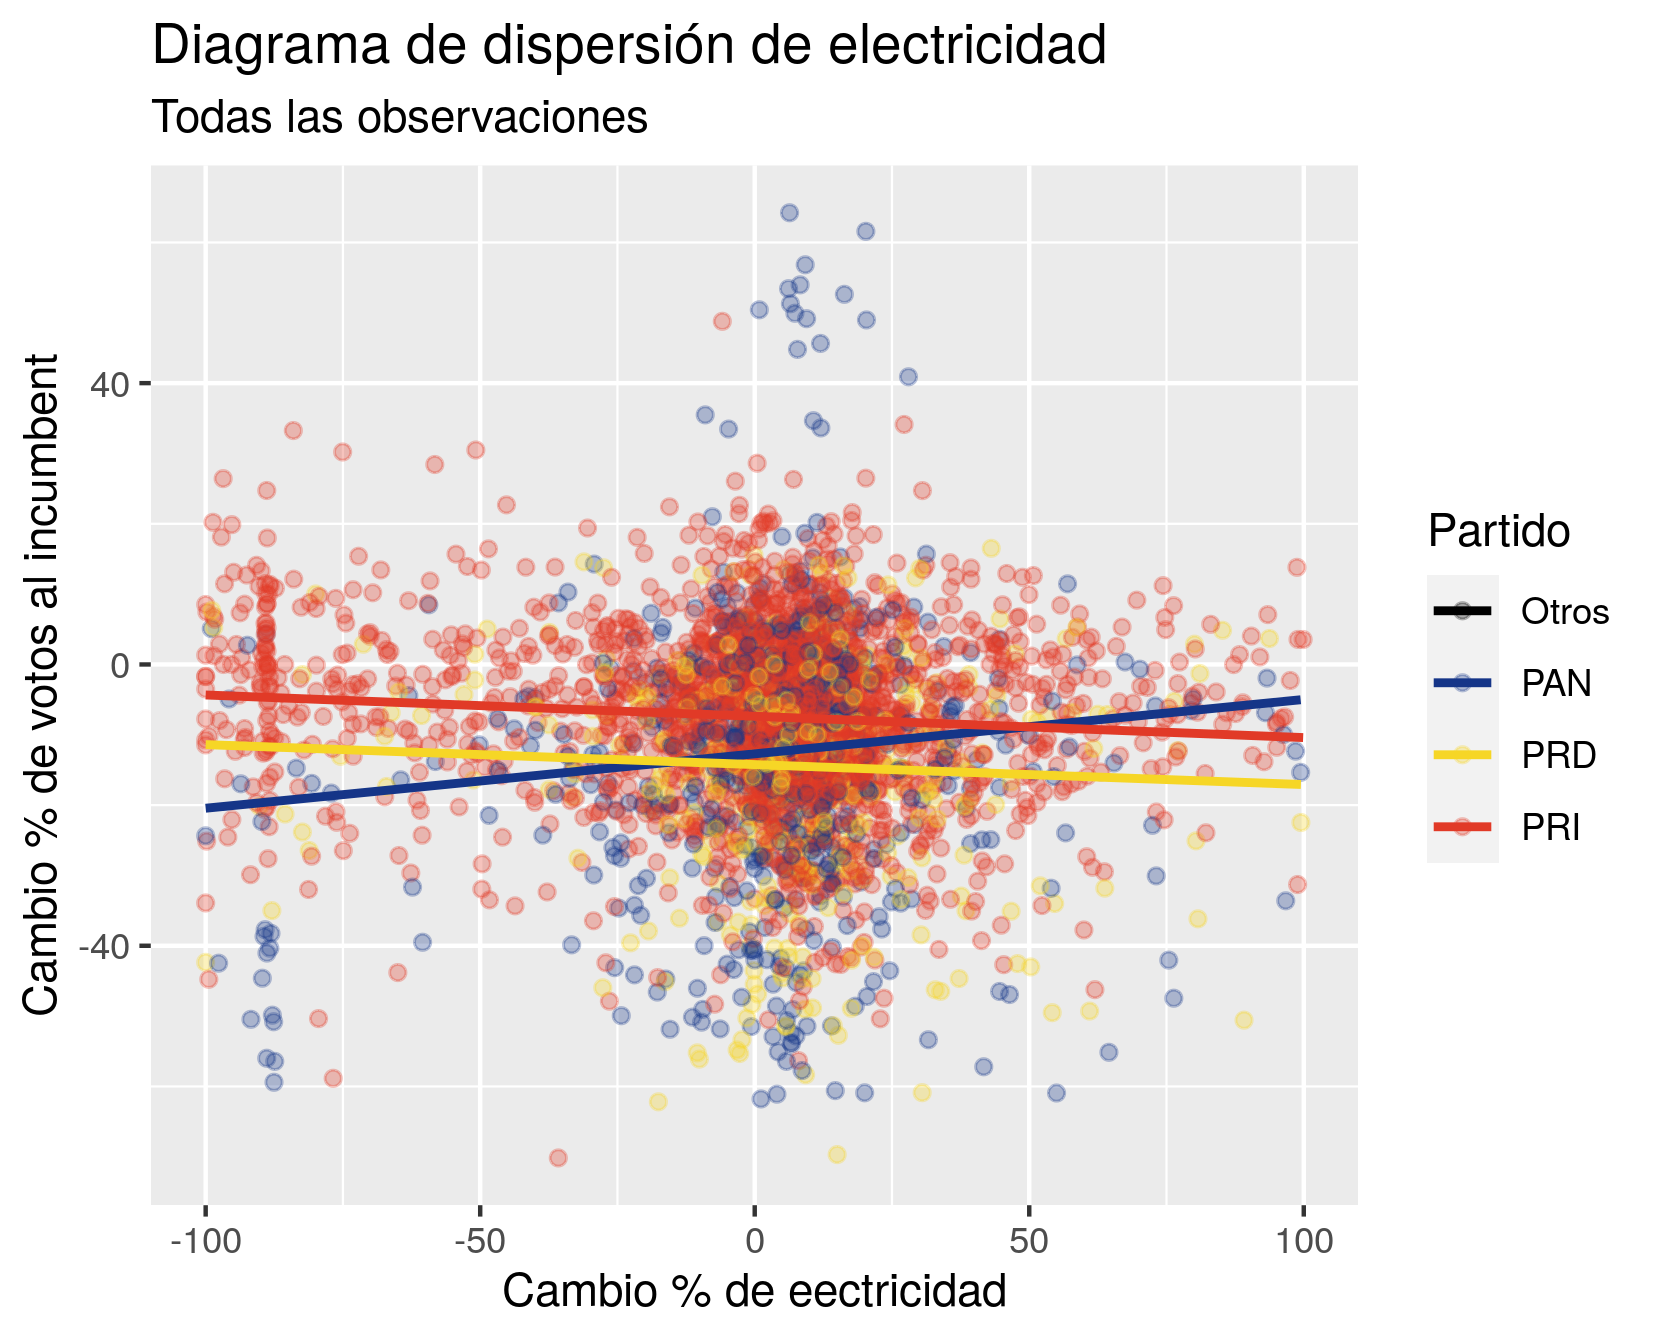 Diagrama de dispersión de electricidad
Todas las observaciones
Cambio % de votos al incumbent
40
0
-40
-100
-50
0
50
100
Cambio % de eectricidad
Partido
Otros
PAN
PRD
PRI